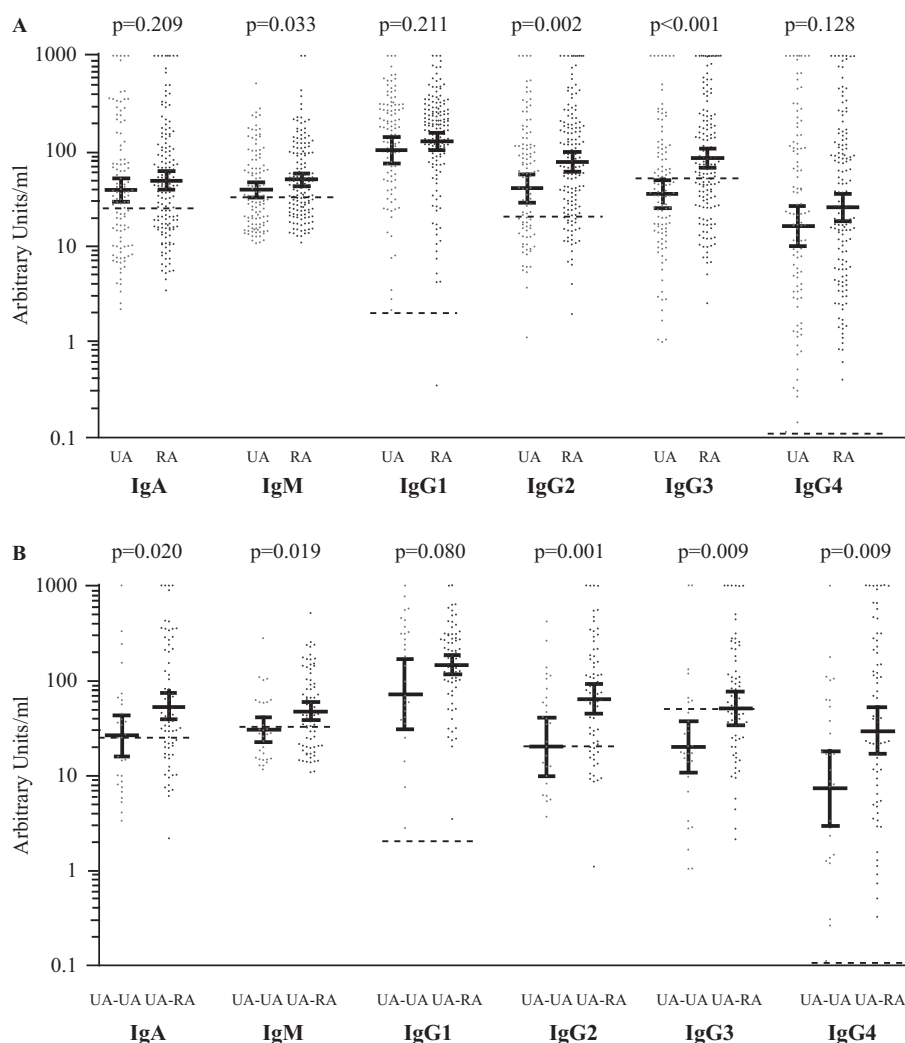 A p=0.209 p=0.033 p=0.211 p=0.002 p<0.001 p=0.128
1000
100
10
1
0.1
Arbitrary Units/ml
UA RA UA RA UA RA UA RA UA RA UA RA
IgA IgM IgG1 IgG2 IgG3 IgG4
B p=0.020 p=0.019 p=0.080 p=0.001 p=0.009 p=0.009
1000
100
10
1
0.1
Arbitrary Units/ml
UA-UA UA-RA UA-UA UA-RA UA-UA UA-RA UA-UA UA-RA UA-UA UA-RA UA-UA UA-RA
IgA IgM IgG1 IgG2 IgG3 IgG4